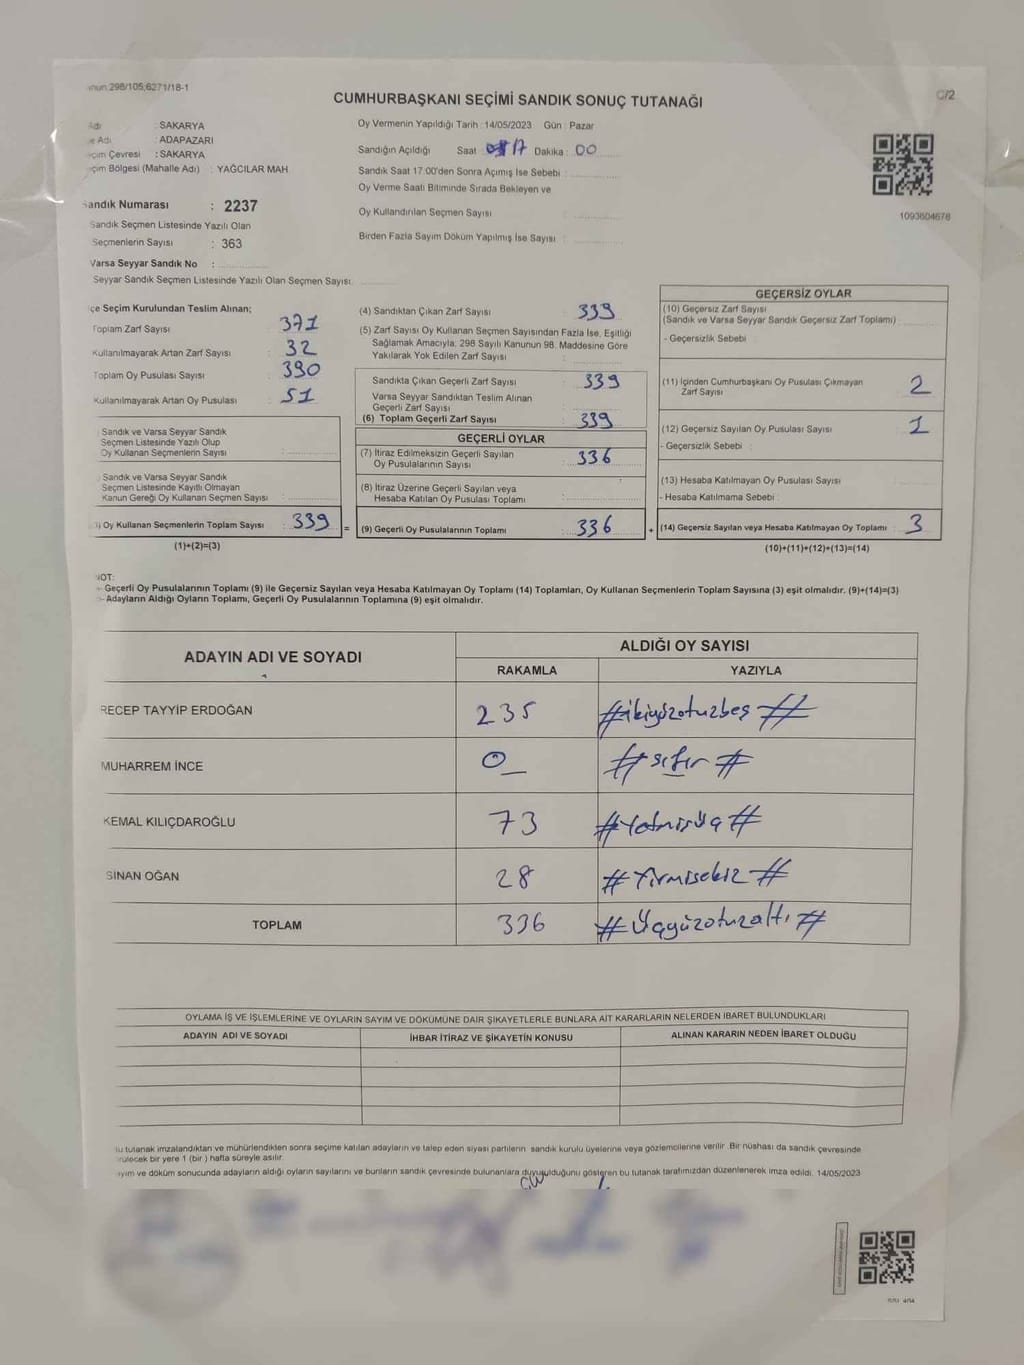 298/105;6271/18-1
CUMHURBAŞKANI SEÇİMİ SANDIK SONUÇ TUTANAĞI
C/2
Adı : SAKARYA
Adı : ADAPAZARI
Çevresi : SAKARYA
Bölgesi (Mahalle Adı) : YAĞCILAR MAH
Sandık Numarası : 2237
Sandık Seçmen Listesinde Yazılı Olan
Seçmenlerin Sayısı : 363
Varsa Seyyar Sandık No :
Seyyar Sandık Seçmen Listesinde Yazılı Olan Seçmen Sayısı:
Oy Vermenin Yapıldığı Tarih :14/05/2023 Gün : Pazar
Sandığın Açıldığı Saat : 17 Dakika : 00
Sandık Saat 17:00'den Sonra Açımış İse Sebebi :
Oy Verme Saati Bitiminde Sırada Bekleyen ve
Oy Kullandırılan Seçmen Sayısı :
Birden Fazla Sayım Döküm Yapılmış İse Sayısı :
1093604678
Seçim Kurulundan Teslim Alınan;
Toplam Zarf Sayısı : 371
Kullanılmayarak Artan Zarf Sayısı : 32
Toplam Oy Pusulası Sayısı : 390
Kullanılmayarak Artan Oy Pusulası : 51
Sandık ve Varsa Seyyar Sandık
Seçmen Listesinde Yazılı Olup
Oy Kullanan Seçmenlerin Sayısı :
Sandık ve Varsa Seyyar Sandık
Seçmen Listesinde Kayıtlı Olmayan
Kanun Gereği Oy Kullanan Seçmen Sayısı :
Oy Kullanan Seçmenlerin Toplam Sayısı : 339 =
(1)+(2)=(3)
(4) Sandıktan Çıkan Zarf Sayısı : 339
(5) Zarf Sayısı Oy Kullanan Seçmen Sayısından Fazla İse, Eşitliği
Sağlamak Amacıyla, 298 Sayılı Kanunun 98. Maddesine Göre
Yakılarak Yok Edilen Zarf Sayısı :
Sandıkta Çıkan Geçerli Zarf Sayısı : 339
Varsa Seyyar Sandıktan Teslim Alınan
Geçerli Zarf Sayısı :
(6) Toplam Geçerli Zarf Sayısı : 339
GEÇERLİ OYLAR
(7) İtiraz Edilmeksizin Geçerli Sayılan
Oy Pusulalarının Sayısı : 336
(8) İtiraz Üzerine Geçerli Sayılan veya
Hesaba Katılan Oy Pusulası Toplamı :
(9) Geçerli Oy Pusulalarının Toplamı : 336 +
GEÇERSİZ OYLAR
(10) Geçersiz Zarf Sayısı
(Sandık ve Varsa Seyyar Sandık Geçersiz Zarf Toplamı)
- Geçersizlik Sebebi :
(11) İçinden Cumhurbaşkanı Oy Pusulası Çıkmayan
Zarf Sayısı 2
(12) Geçersiz Sayılan Oy Pusulası Sayısı 1
- Geçersizlik Sebebi :
(13) Hesaba Katılmayan Oy Pusulası Sayısı
- Hesaba Katılmama Sebebi :
(14) Geçersiz Sayılan veya Hesaba Katılmayan Oy Toplamı : 3
(10)+(11)+(12)+(13)=(14)
NOT:
- Geçerli Oy Pusulalarının Toplamı (9) ile Geçersiz Sayılan veya Hesaba Katılmayan Oy Toplamı (14) Toplamları, Oy Kullanan Seçmenlerin Toplam Sayısına (3) eşit olmalıdır. (9)+(14)=(3)
- Adayların Aldığı Oyların Toplamı, Geçerli Oy Pusulalarının Toplamına (9) eşit olmalıdır.
ADAYIN ADI VE SOYADI ALDIĞI OY SAYISI
RAKAMLA YAZIYLA
RECEP TAYYİP ERDOĞAN 235 #ikiyüzotuzbeş#
MUHARREM İNCE 0 #sıfır#
KEMAL KILIÇDAROĞLU 73 #Yetmişüç#
SİNAN OĞAN 28 #Yirmisekiz#
TOPLAM 336 #Üçyüzotuzaltı#
OYLAMA İŞ VE İŞLEMLERİNE VE OYLARIN SAYIM VE DÖKÜMÜNE DAİR ŞİKAYETLERLE BUNLARA AİT KARARLARIN NELERDEN İBARET BULUNDUKLARI
ADAYIN ADI VE SOYADI İHBAR İTİRAZ VE ŞİKAYETİN KONUSU ALINAN KARARIN NEDEN İBARET OLDUĞU
tutanak imzalandıktan ve mühürlendikten sonra seçime katılan adayların ve talep eden siyasi partilerin sandık kurulu üyelerine veya gözlemcilerine verilir. Bir nüshası da sandık çevresinde
bir yere 1 (bir ) hafta süreyle asılır.
ve döküm sonucunda adayların aldığı oyların sayılarını ve bunların sandık çevresinde bulunanlara duyurulduğunu gösteren bu tutanak tarafımızdan düzenlenerek imza edildi. 14/05/2023